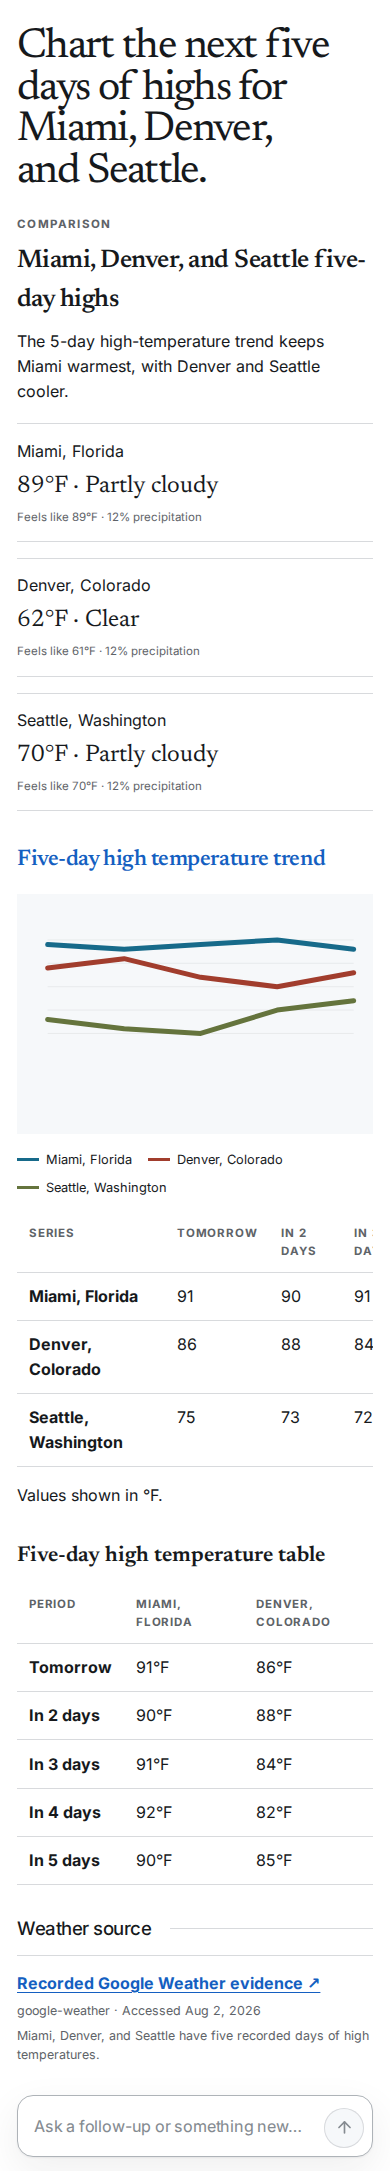 Chart the next five
days of highs for
Miami, Denver,
and Seattle.
COMPARISON
Miami, Denver, and Seattle five-
day highs
The 5-day high-temperature trend keeps
Miami warmest, with Denver and Seattle
cooler.
Miami, Florida
89°F · Partly cloudy
Feels like 89°F · 12% precipitation
Denver, Colorado
62°F · Clear
Feels like 61°F · 12% precipitation
Seattle, Washington
70°F · Partly cloudy
Feels like 70°F · 12% precipitation
Five-day high temperature trend
Miami, Florida Denver, Colorado
Seattle, Washington
SERIES TOMORROW IN 2 IN
DAYS DA
Miami, Florida 91 90 91
Denver, 86 88 84
Colorado
Seattle, 75 73 72
Washington
Values shown in °F.
Five-day high temperature table
PERIOD MIAMI, DENVER,
FLORIDA COLORADO
Tomorrow 91°F 86°F
In 2 days 90°F 88°F
In 3 days 91°F 84°F
In 4 days 92°F 82°F
In 5 days 90°F 85°F
Weather source
Recorded Google Weather evidence ↗
google-weather · Accessed Aug 2, 2026
Miami, Denver, and Seattle have five recorded days of high
temperatures.
Ask a follow-up or something new...